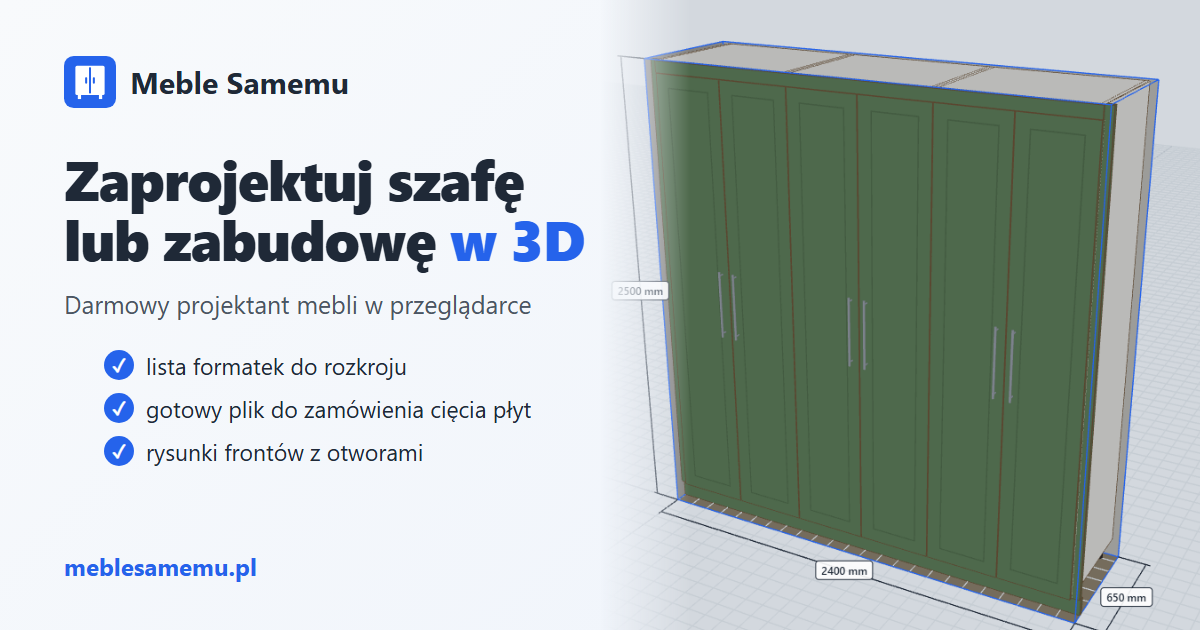 Meble Samemu
Zaprojektuj szafę
lub zabudowę w 3D
Darmowy projektant mebli w przeglądarce
lista formatek do rozkroju
gotowy plik do zamówienia cięcia płyt
rysunki frontów z otworami
meblesamemu.pl
2500 mm
2400 mm
650 mm